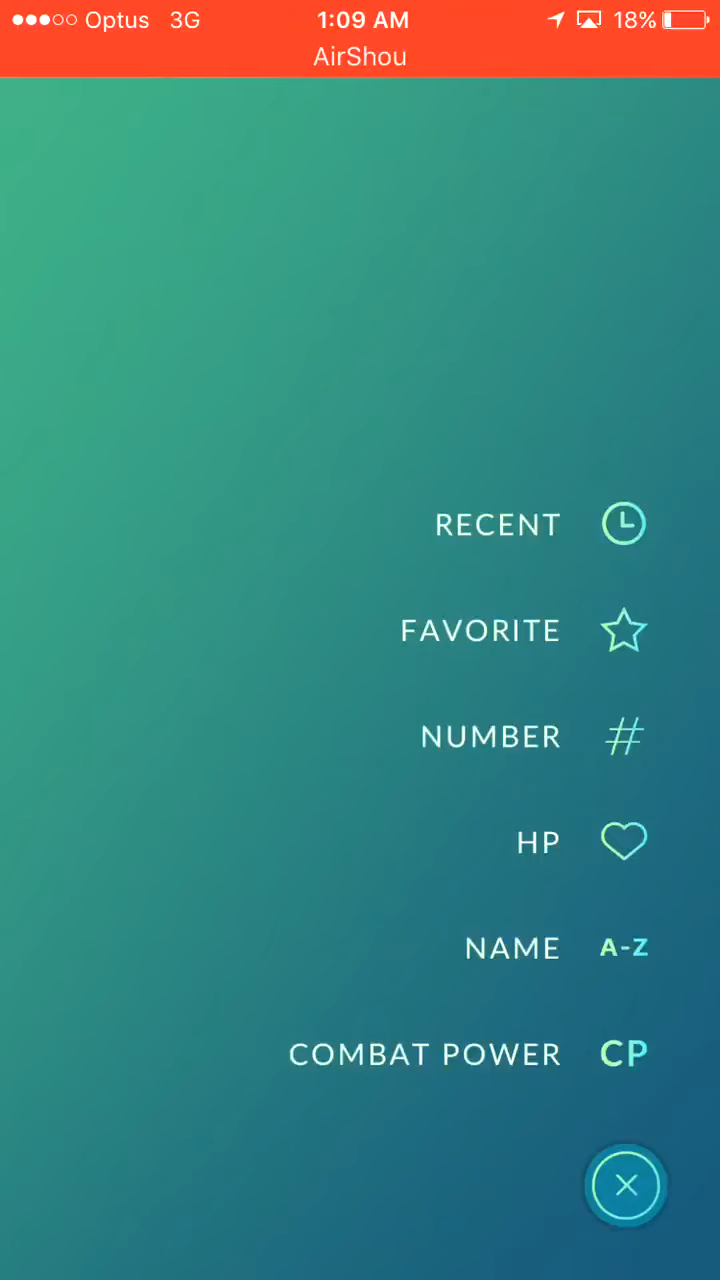 Optus 3G 1:09 AM 18%
AirShou
RECENT
FAVORITE
NUMBER #
HP
NAME A-Z
COMBAT POWER CP